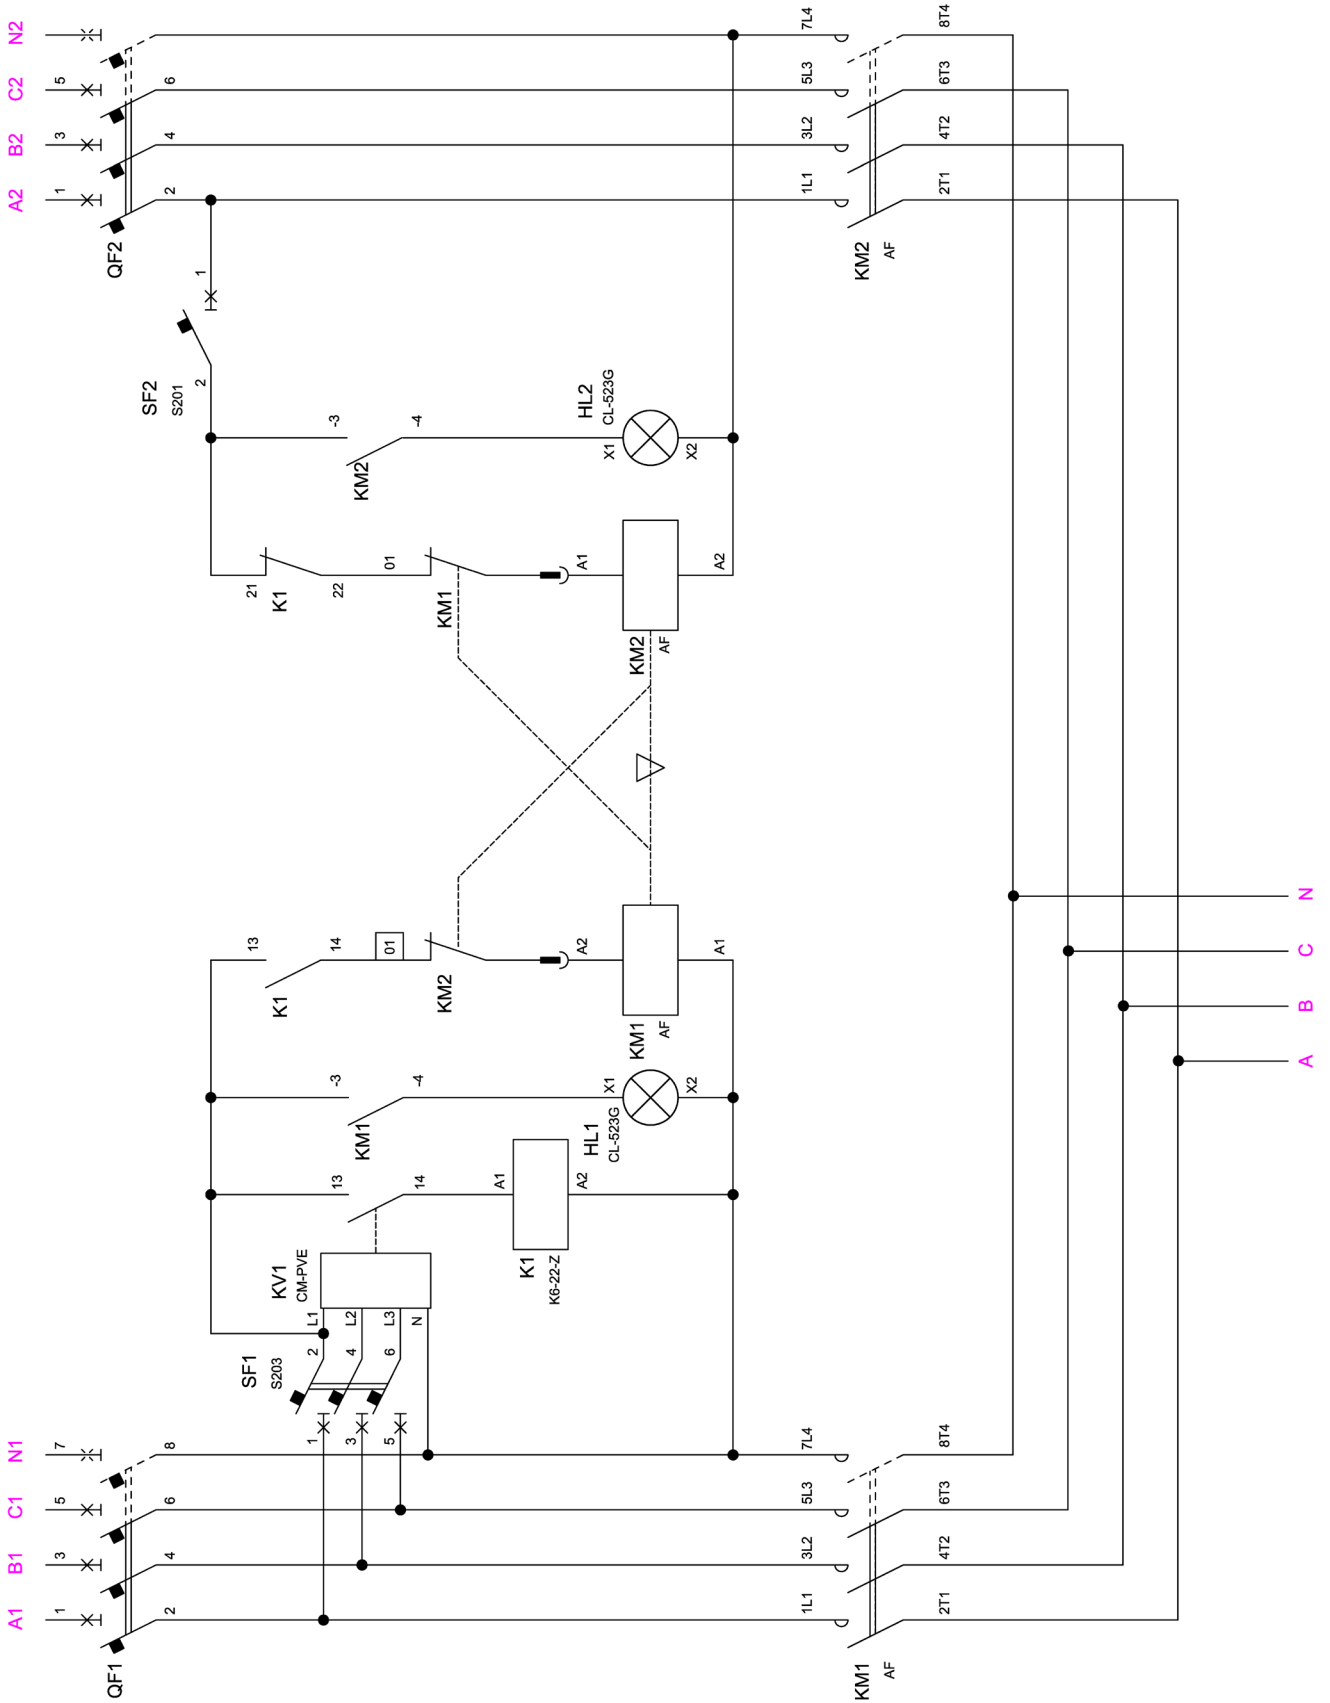 A1 B1 C1 N1 A2 B2 C2 N2
1 3 5 7 1 3 5
QF1 QF2
2 4 6 8 2 4 6
SF2
S201
2 1
SF1 13 21
S203 KV1 K1 K1
CM-PVE
1 2 L1
13 -3 14 22 -3
3 4 L2
KM1 KM2
5 6 L3 01 01
N 14 -4 -4
KM2 KM1
A1
K1
K6-22-Z
A2 A2 A1
HL1 HL2
X1 X1
CL-523G CL-523G
KM1 KM2
AF AF
X2 X2
A1 A2
1L1 3L2 5L3 7L4 1L1 3L2 5L3 7L4
KM1 KM2
AF AF
2T1 4T2 6T3 8T4 2T1 4T2 6T3 8T4
A B C N